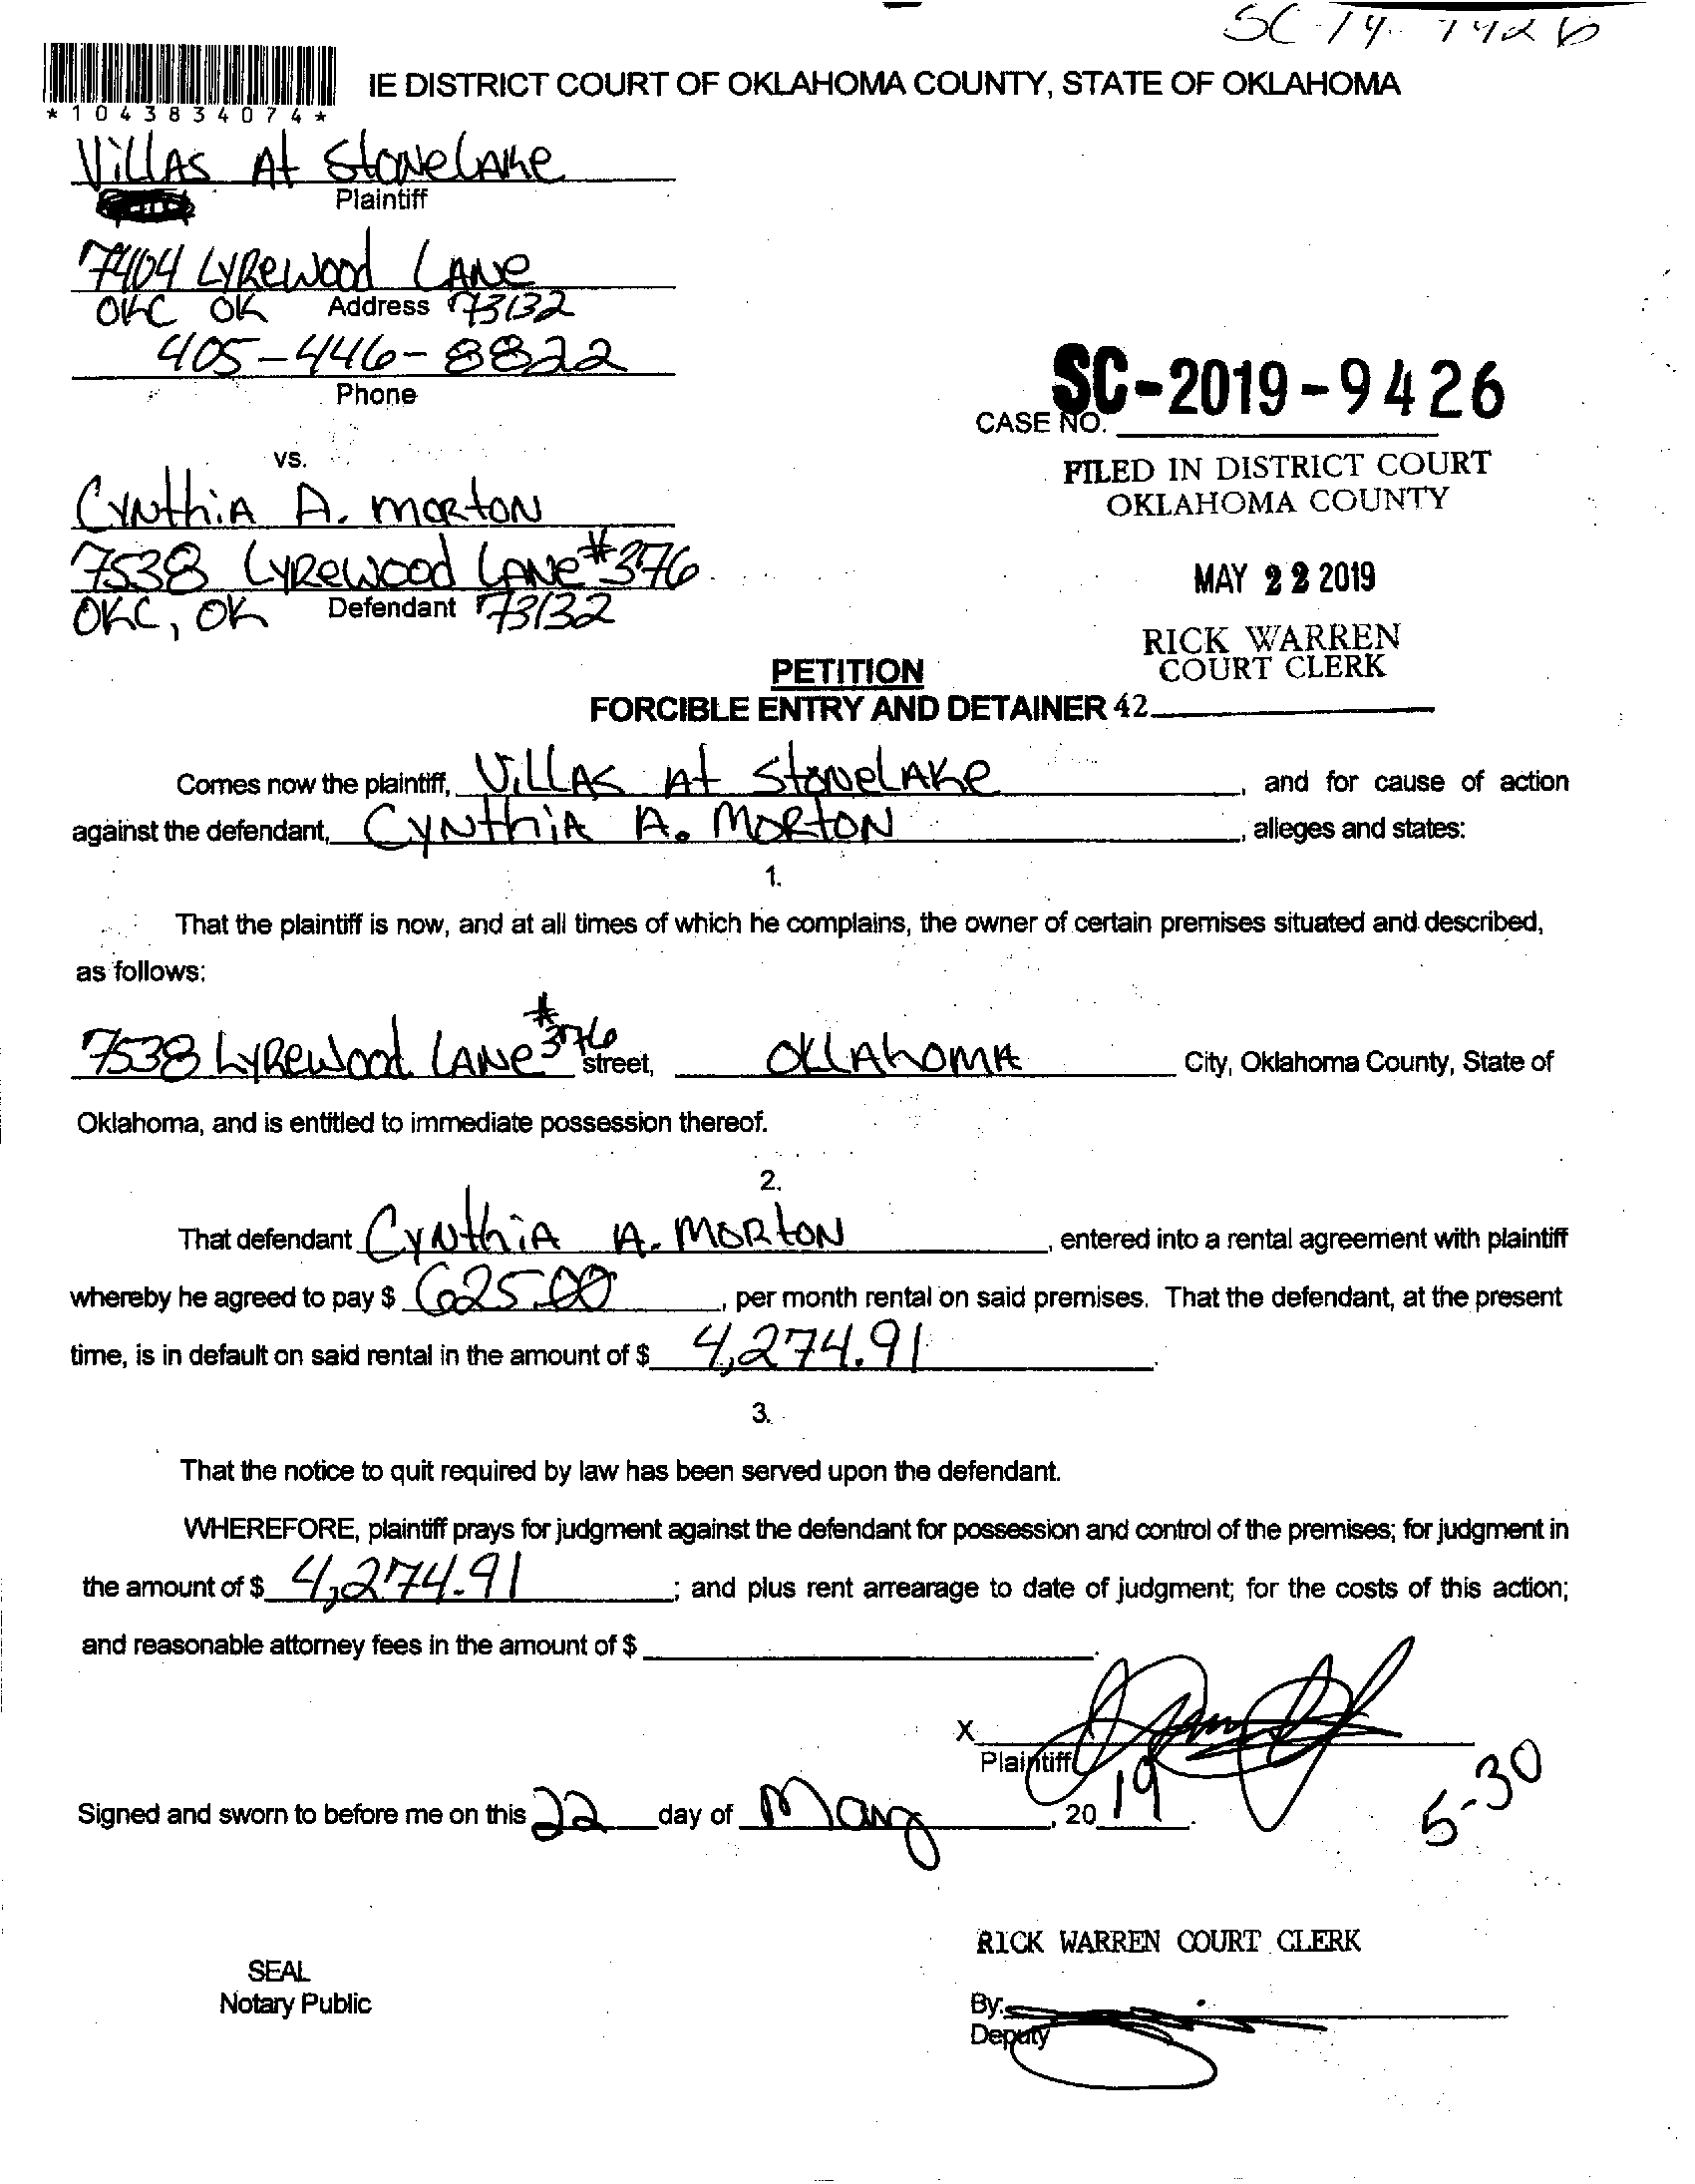 SC-19-9426
*1043834074*
IE DISTRICT COURT OF OKLAHOMA COUNTY, STATE OF OKLAHOMA
Villas At Stonelake
Plaintiff
7404 Lyrewood Lane
OKC OK Address 73132
405-446-8822
Phone
SC-2019-9426
CASE NO.
FILED IN DISTRICT COURT
OKLAHOMA COUNTY
MAY 22 2019
RICK WARREN
COURT CLERK
42
vs.
Cynthia A. Morton
7538 Lyrewood Lane #376
OKC, OK Defendant 73132
PETITION
FORCIBLE ENTRY AND DETAINER
Comes now the plaintiff, Villas At Stonelake, and for cause of action
against the defendant, Cynthia A. Morton, alleges and states:
1.
That the plaintiff is now, and at all times of which he complains, the owner of certain premises situated and described,
as follows:
7538 Lyrewood Lane #376 street, Oklahoma City, Oklahoma County, State of
Oklahoma, and is entitled to immediate possession thereof.
2.
That defendant Cynthia A. Morton, entered into a rental agreement with plaintiff
whereby he agreed to pay $ 625.00, per month rental on said premises. That the defendant, at the present
time, is in default on said rental in the amount of $ 4,274.91.
3.
That the notice to quit required by law has been served upon the defendant.
WHEREFORE, plaintiff prays for judgment against the defendant for possession and control of the premises; for judgment in
the amount of $ 4,274.91; and plus rent arrearage to date of judgment; for the costs of this action;
and reasonable attorney fees in the amount of $ .
X
Plaintiff
Signed and sworn to before me on this 22 day of May, 2019.
5-30
RICK WARREN COURT CLERK
SEAL
Notary Public
By:
Deputy